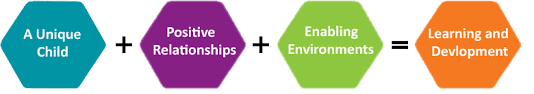 A Unique
Child
+
Positive
Relationships
+
Enabling
Environments
=
Learning and
Devlopment